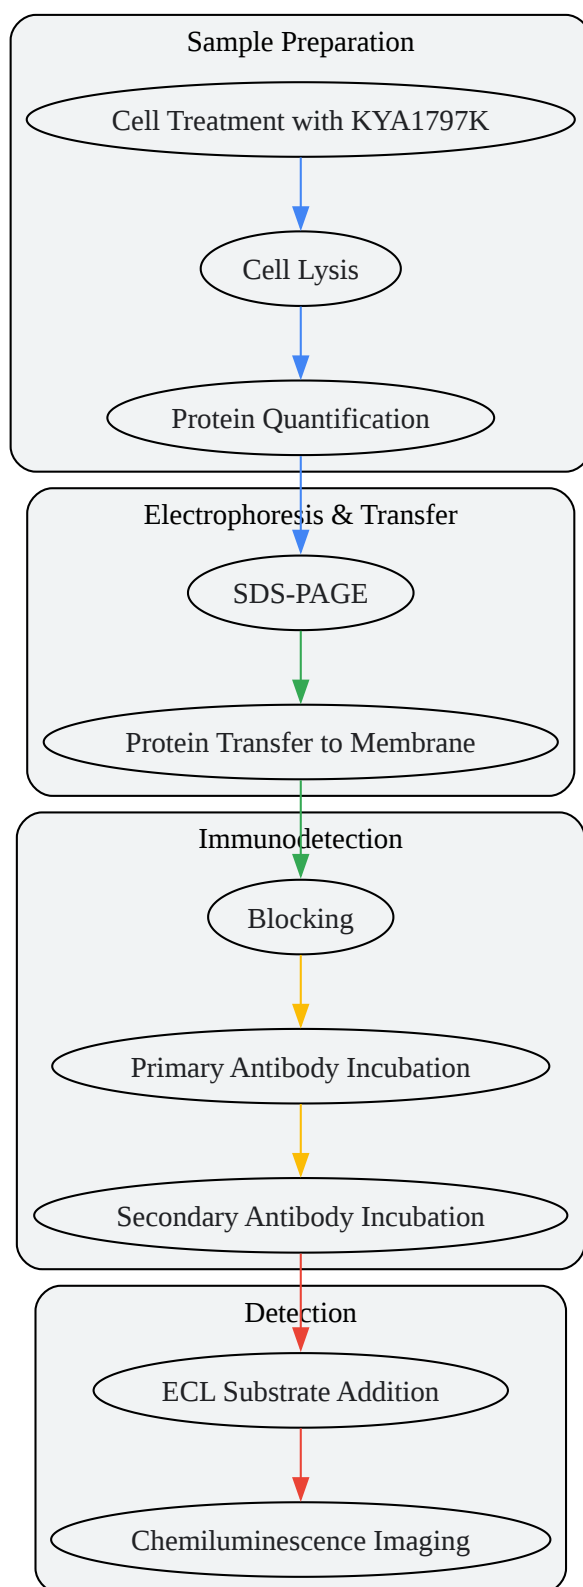 Sample Preparation
Cell Treatment with KYA1797K
Cell Lysis
Protein Quantification
Electrophoresis & Transfer
SDS-PAGE
Protein Transfer to Membrane
Immunodetection
Blocking
Primary Antibody Incubation
Secondary Antibody Incubation
Detection
ECL Substrate Addition
Chemiluminescence Imaging